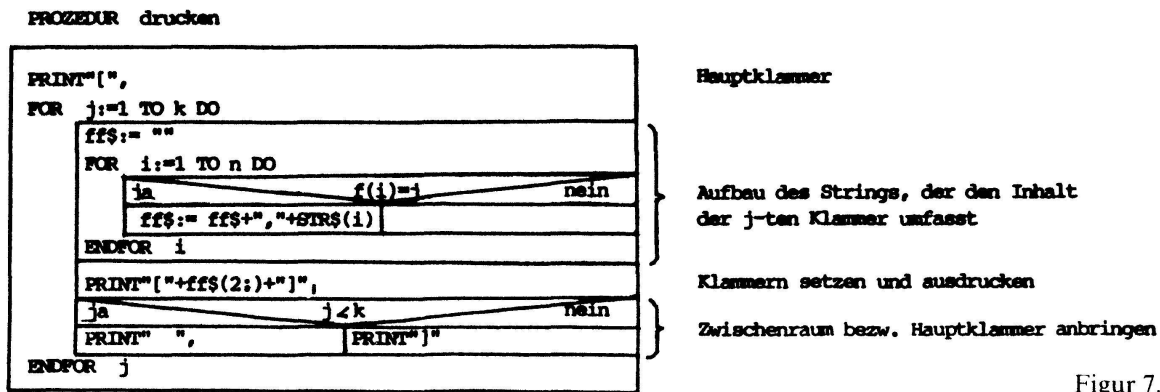 PROZEDUR drucken
PRINT"[",
Hauptklammer
FOR j:=1 TO k DO
ff$:= ""
FOR i:=1 TO n DO
ja f(i)=j nein
Aufbau des Strings, der den Inhalt
der j-ten Klammer umfasst
ff$:= ff$+","+STR$(i)
ENDFOR i
PRINT"["+ff$(2:)+"]",
Klammern setzen und ausdrucken
ja j<k nein
Zwischenraum bezw. Hauptklammer anbringen
PRINT" ", PRINT"]"
ENDFOR j
Figur 7.